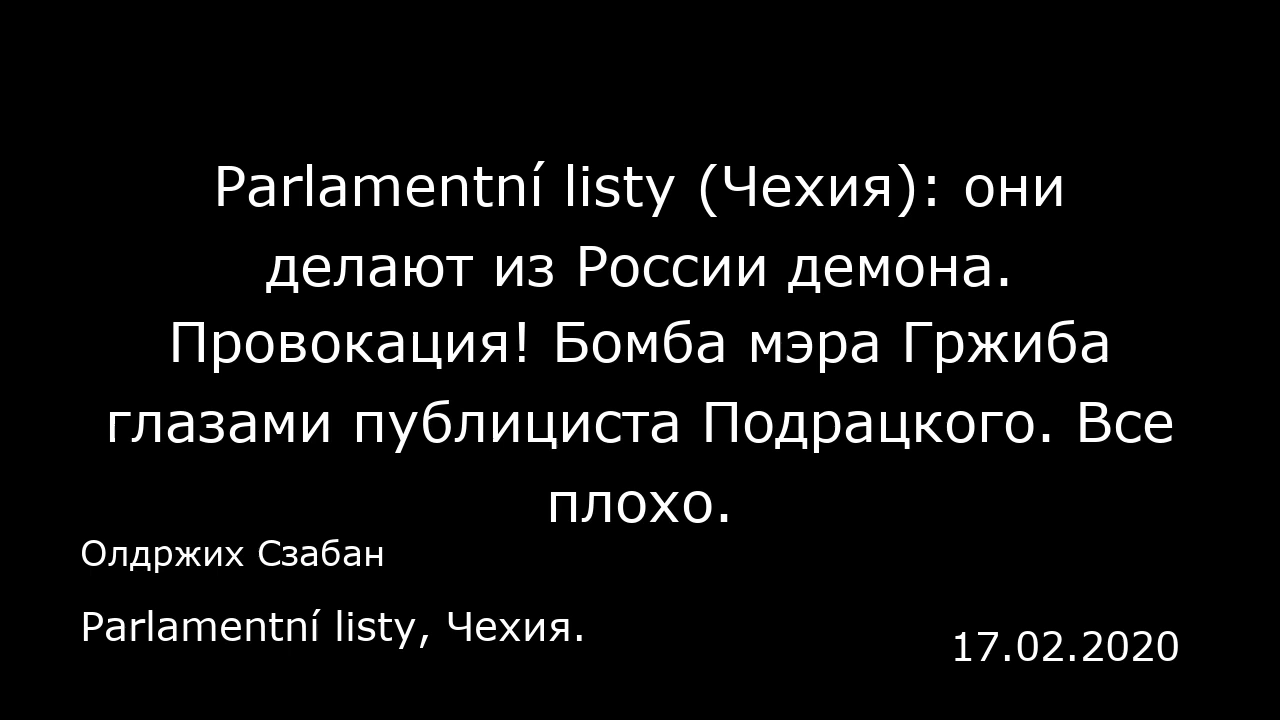 Parlamentní listy (Чехия): они
делают из России демона.
Провокация! Бомба мэра Гржиба
глазами публициста Подрацкого. Все
плохо.
Олдржих Сзабан
Parlamentní listy, Чехия.
17.02.2020